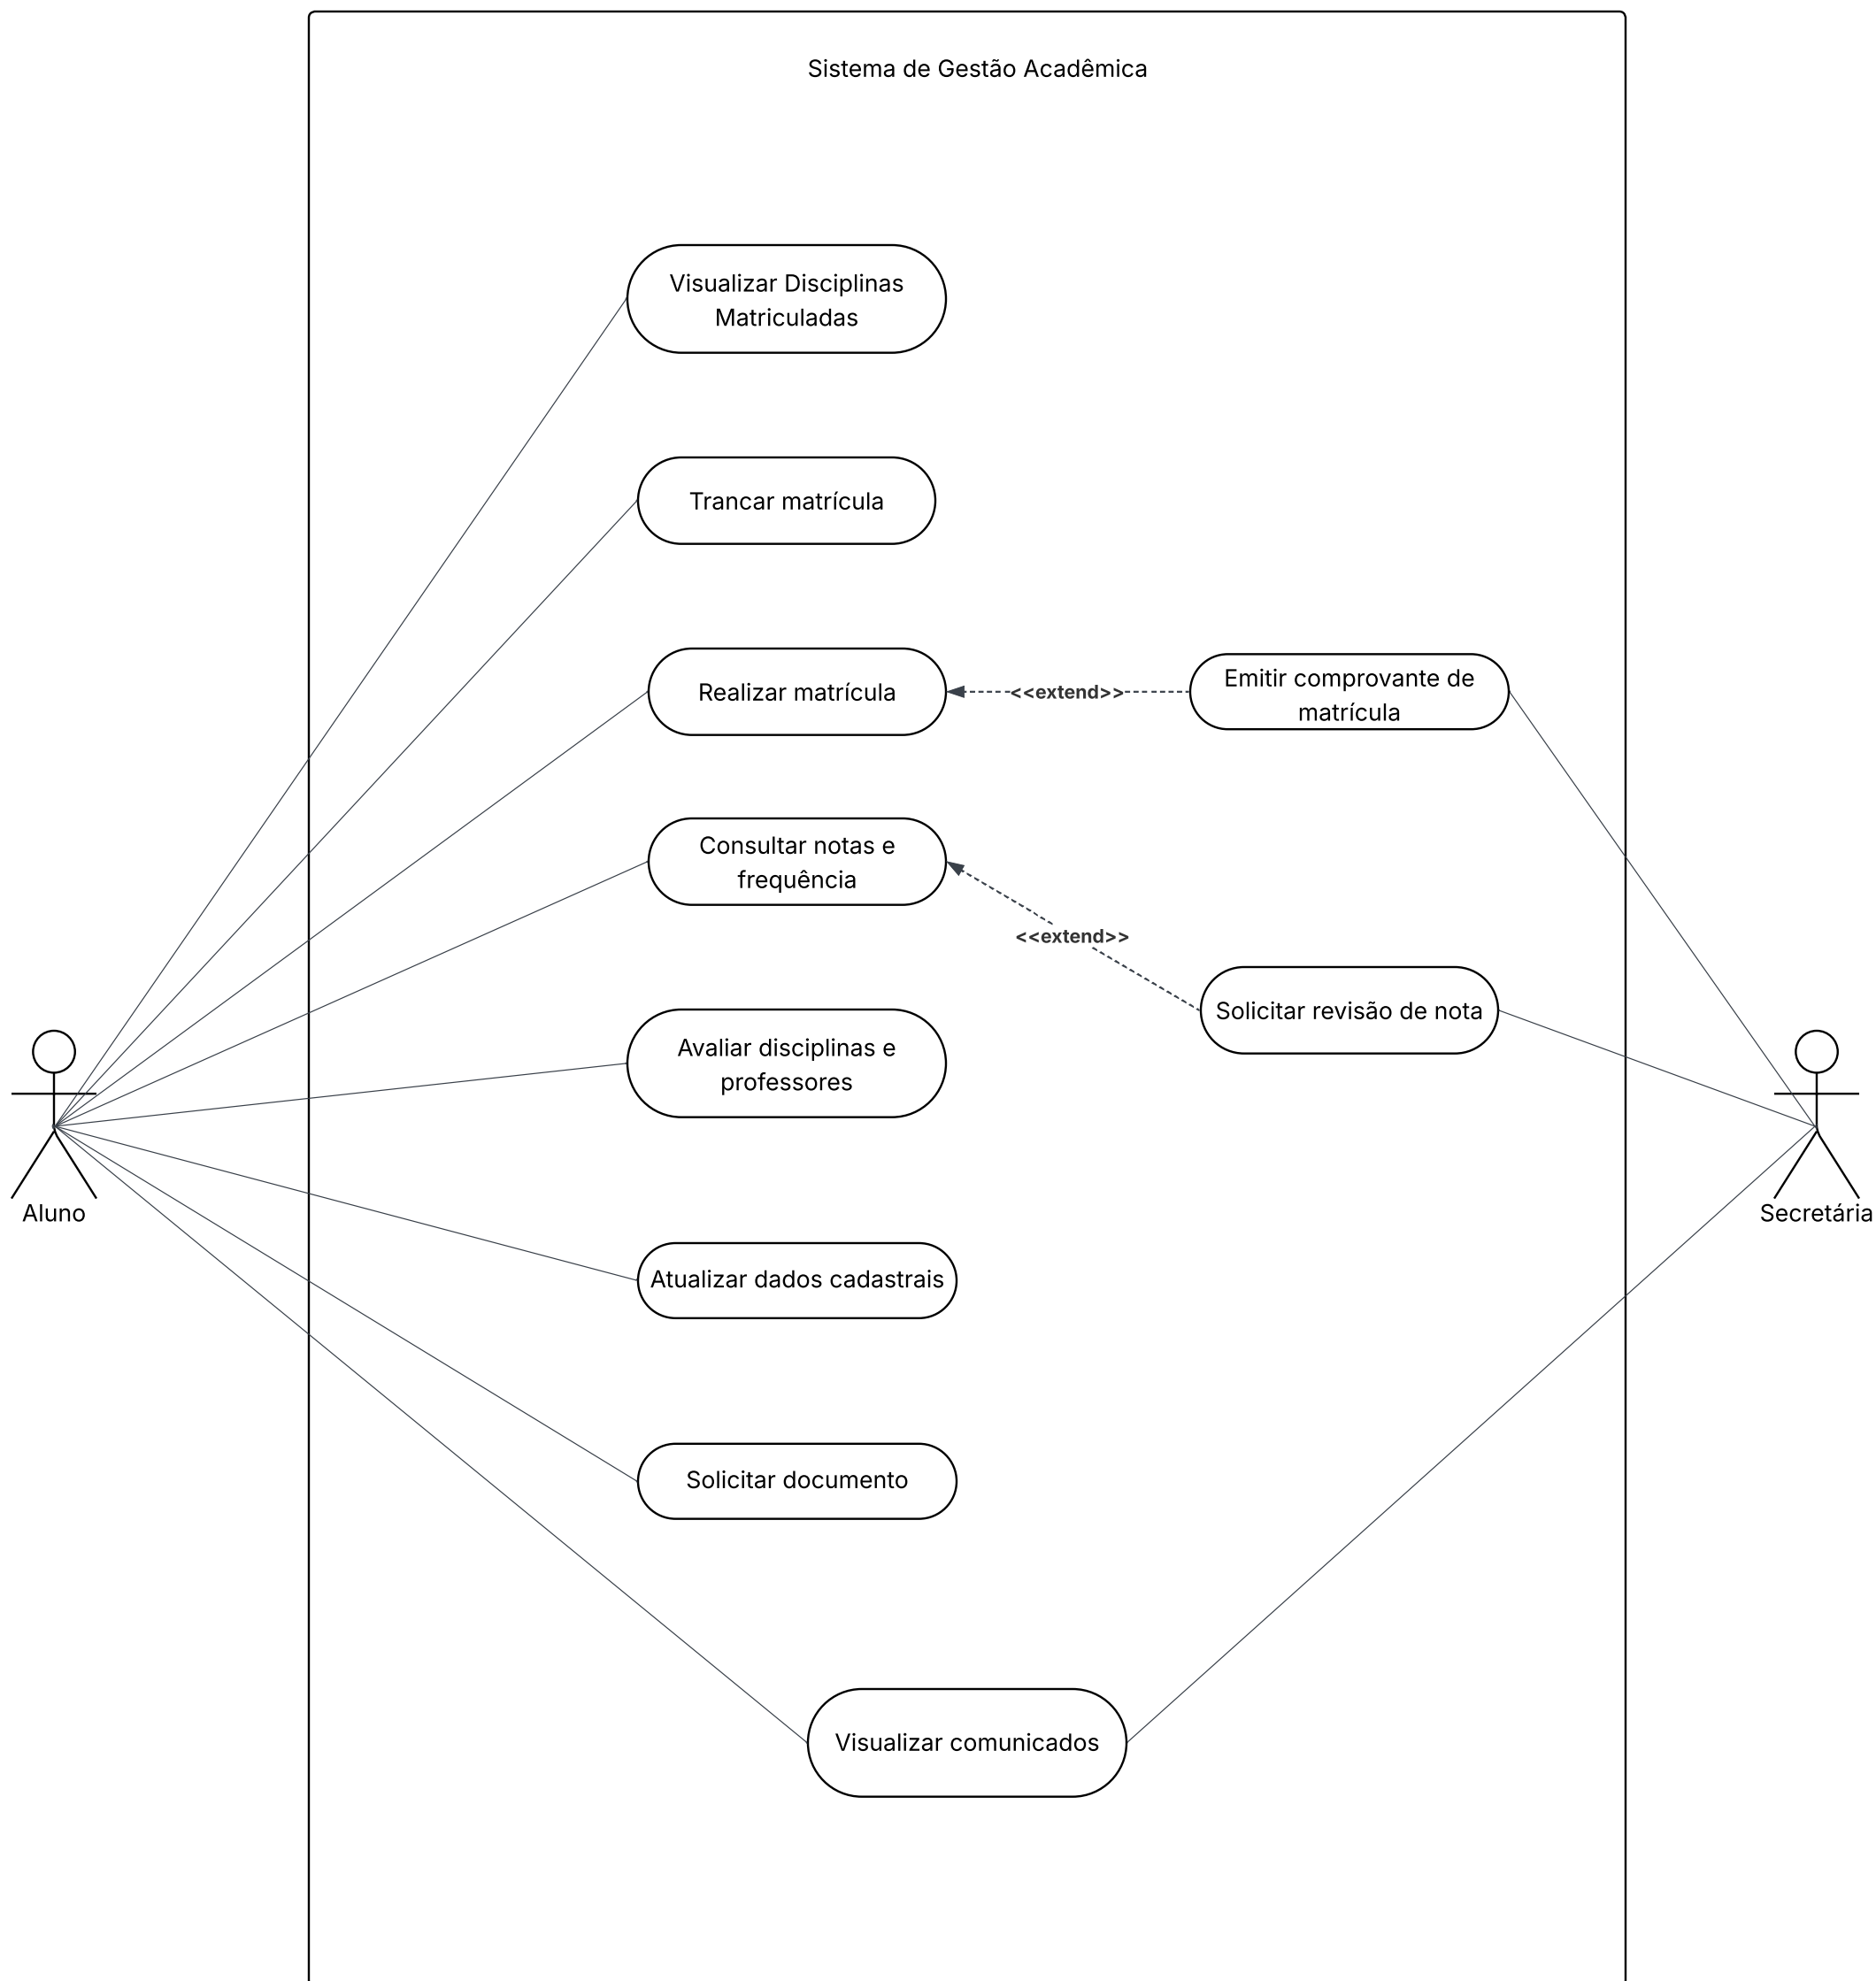 Sistema de Gestão Acadêmica
Visualizar Disciplinas
Matriculadas
Trancar matrícula
Realizar matrícula
<<extend>>
Emitir comprovante de
matrícula
Consultar notas e
frequência
<<extend>>
Solicitar revisão de nota
Avaliar disciplinas e
professores
Aluno
Secretária
Atualizar dados cadastrais
Solicitar documento
Visualizar comunicados